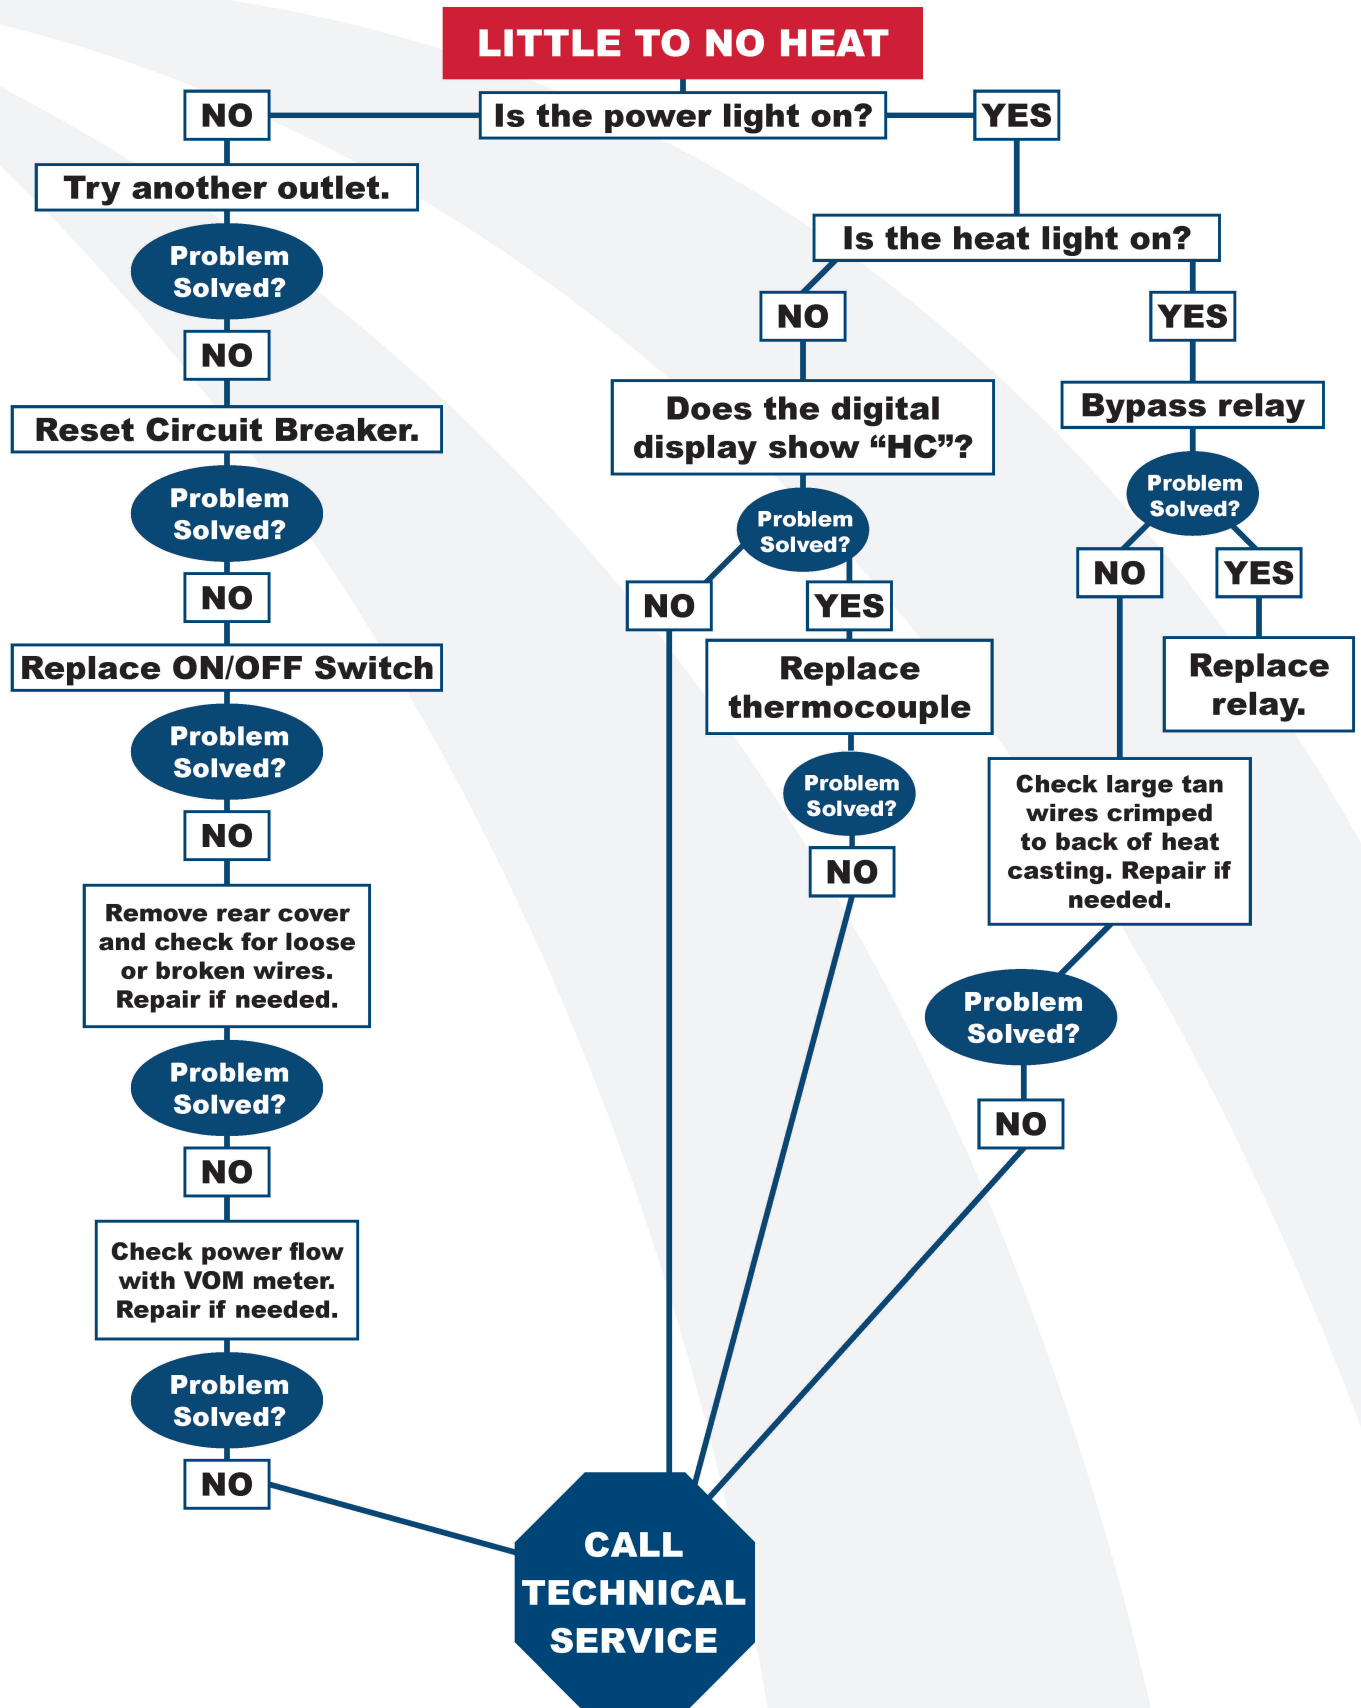 LITTLE TO NO HEAT
Is the power light on?
NO
YES
Try another outlet.
Problem
Solved?
NO
Reset Circuit Breaker.
Problem
Solved?
NO
Replace ON/OFF Switch
Problem
Solved?
NO
Remove rear cover
and check for loose
or broken wires.
Repair if needed.
Problem
Solved?
NO
Check power flow
with VOM meter.
Repair if needed.
Problem
Solved?
NO
Is the heat light on?
NO
Does the digital
display show “HC”?
Problem
Solved?
NO
YES
Replace
thermocouple
Problem
Solved?
NO
YES
Bypass relay
Problem
Solved?
NO
YES
Replace
relay.
Check large tan
wires crimped
to back of heat
casting. Repair if
needed.
Problem
Solved?
NO
CALL
TECHNICAL
SERVICE